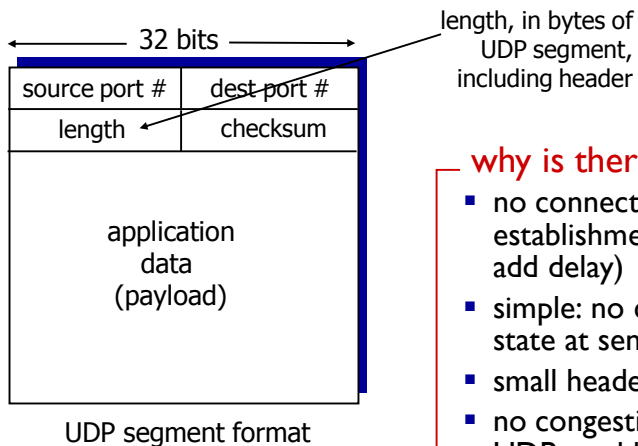 32 bits
source port #
dest port #
length
checksum
application
data
(payload)
UDP segment format
length, in bytes of
UDP segment,
including header
why is ther
no connect
establishme
add delay)
simple: no
state at sen
small heade
no congesti